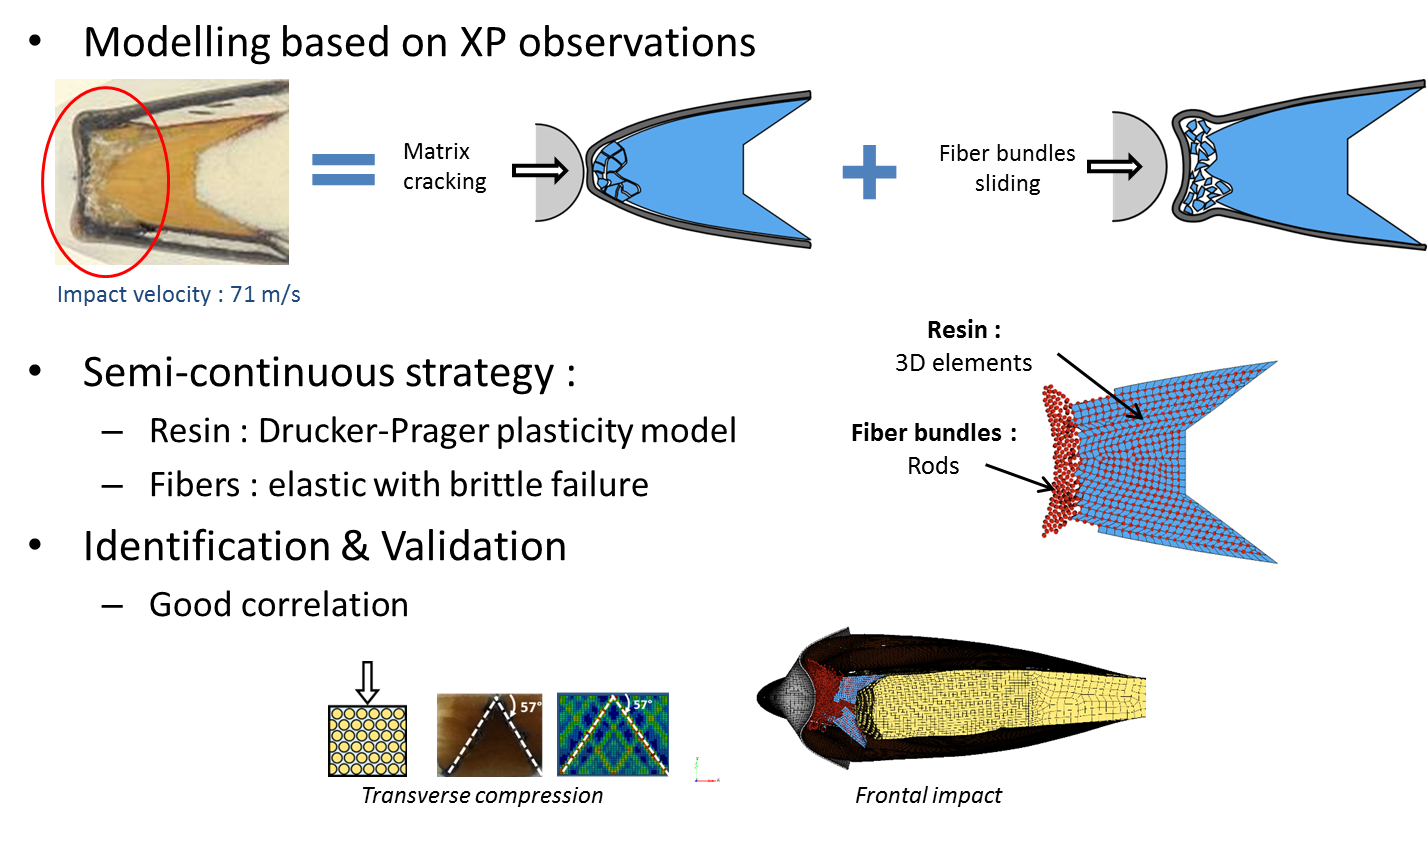 • Modelling based on XP observations
Matrix
cracking
Fiber bundles
sliding
Impact velocity : 71 m/s
Resin :
3D elements
Fiber bundles :
Rods
• Semi-continuous strategy :
– Resin : Drucker-Prager plasticity model
– Fibers : elastic with brittle failure
• Identification & Validation
– Good correlation
57°
57°
Transverse compression
Frontal impact